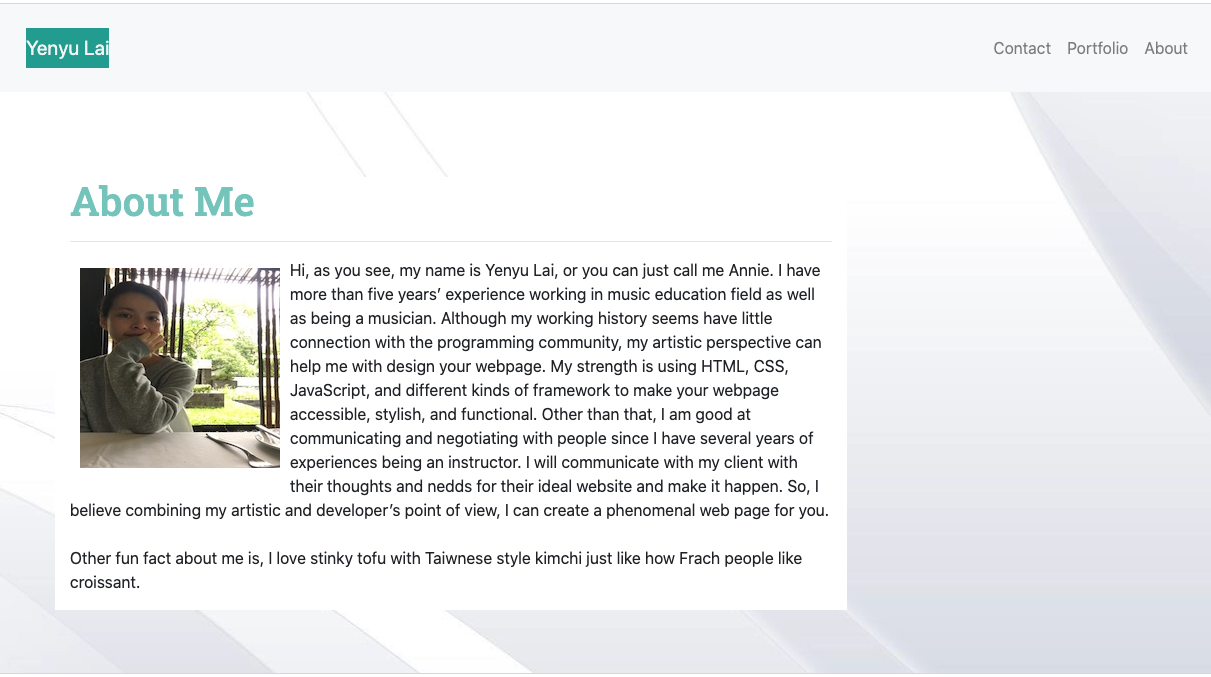 Yenyu Lai
Contact Portfolio About
About Me
Hi, as you see, my name is Yenyu Lai, or you can just call me Annie. I have
more than five years’ experience working in music education field as well
as being a musician. Although my working history seems have little
connection with the programming community, my artistic perspective can
help me with design your webpage. My strength is using HTML, CSS,
JavaScript, and different kinds of framework to make your webpage
accessible, stylish, and functional. Other than that, I am good at
communicating and negotiating with people since I have several years of
experiences being an instructor. I will communicate with my client with
their thoughts and nedds for their ideal website and make it happen. So, I
believe combining my artistic and developer’s point of view, I can create a phenomenal web page for you.
Other fun fact about me is, I love stinky tofu with Taiwnese style kimchi just like how Frach people like
croissant.